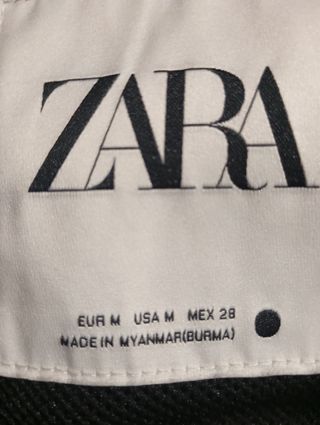 ZARA
EUR M USA M MEX 28
MADE IN MYANMAR(BURMA)